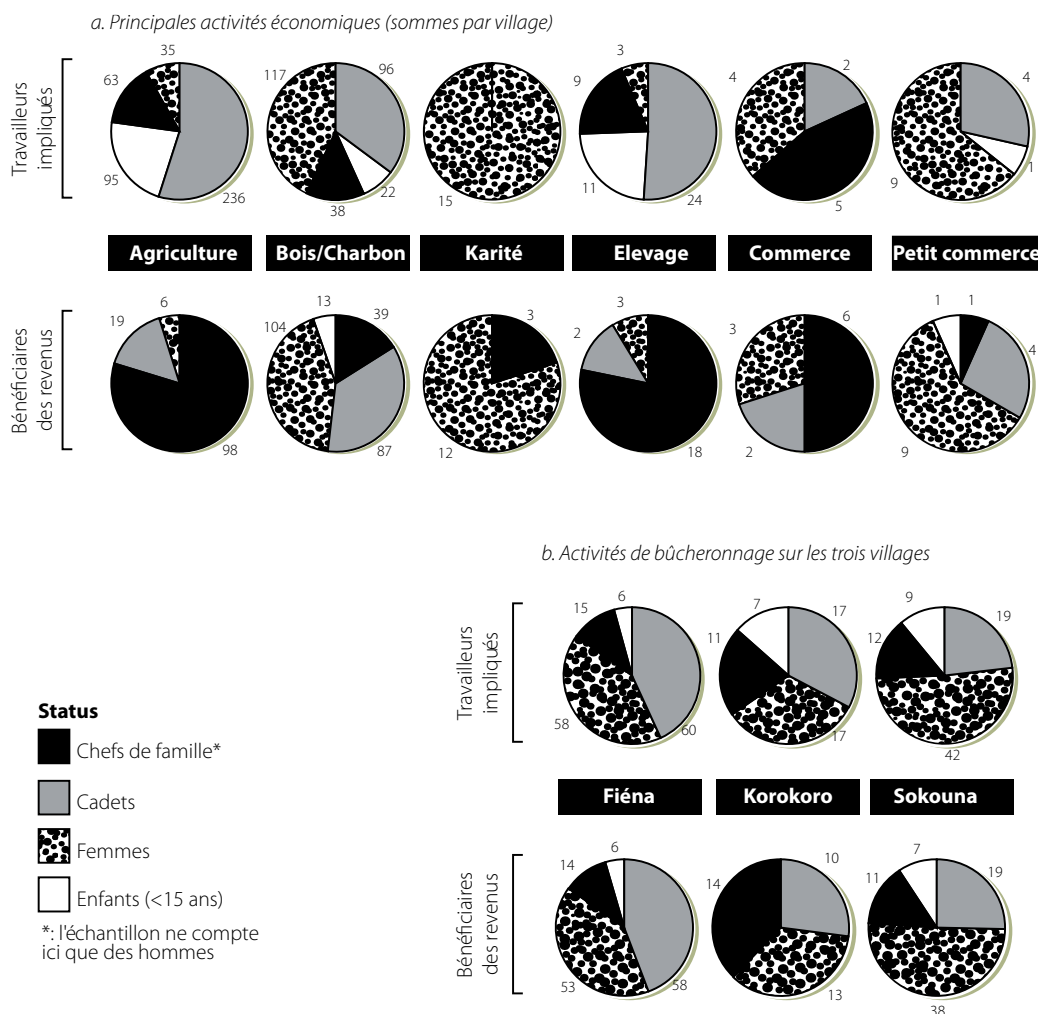 a. Principales activités économiques (sommes par village)
Travailleurs
impliqués
35
63
95
236
117
96
22
38
15
3
9
11
24
4
2
5
4
1
9
Agriculture
Bois/Charbon
Karité
Elevage
Commerce
Petit commerce
Bénéficiaires
des revenus
6
19
98
13
39
104
87
3
12
3
2
18
3
6
2
1
1
4
9
b. Activités de bûcheronnage sur les trois villages
Travailleurs
impliqués
15
6
58
60
7
17
11
17
9
19
12
42
Fiéna
Korokoro
Sokouna
Bénéficiaires
des revenus
14
6
53
58
10
14
13
7
19
11
38
Status
Chefs de famille*
Cadets
Femmes
Enfants (<15 ans)
*: l'échantillon ne compte
ici que des hommes